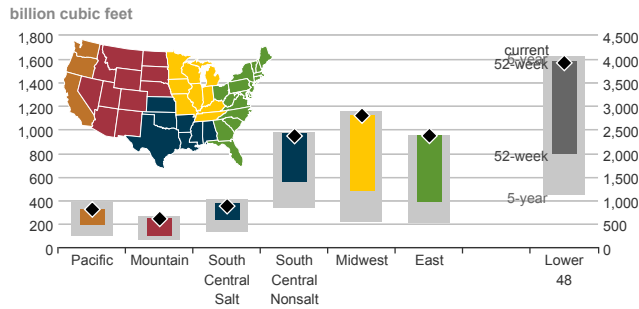 billion cubic feet
1,800
1,600
1,400
1,200
1,000
800
600
400
200
0
current
5-year
52-week
52-week
5-year
4,500
4,000
3,500
3,000
2,500
2,000
1,500
1,000
500
0
Pacific
Mountain
South
Central
Salt
South
Central
Nonsalt
Midwest
East
Lower
48